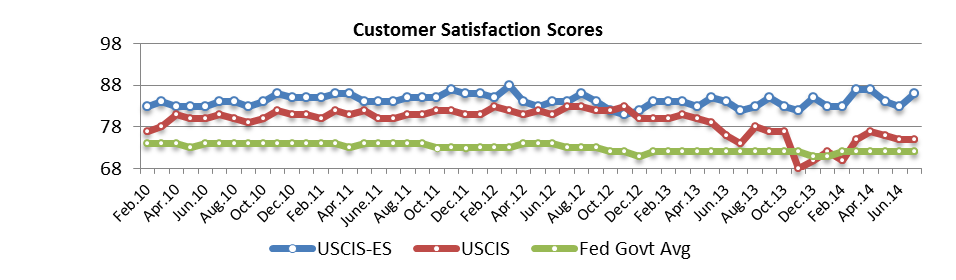 Customer Satisfaction Scores
98
88
78
68
Feb.10 Apr.10 Jun.10 Aug.10 Oct.10 Dec.10 Feb.11 Apr.11 June.11 Aug.11 Oct.11 Dec.11 Feb.12 Apr.12 Jun.12 Aug.12 Oct.12 Dec.12 Feb.13 Apr.13 Jun.13 Aug.13 Oct.13 Dec.13 Feb.14 Apr.14 Jun.14
USCIS-ES USCIS Fed Govt Avg